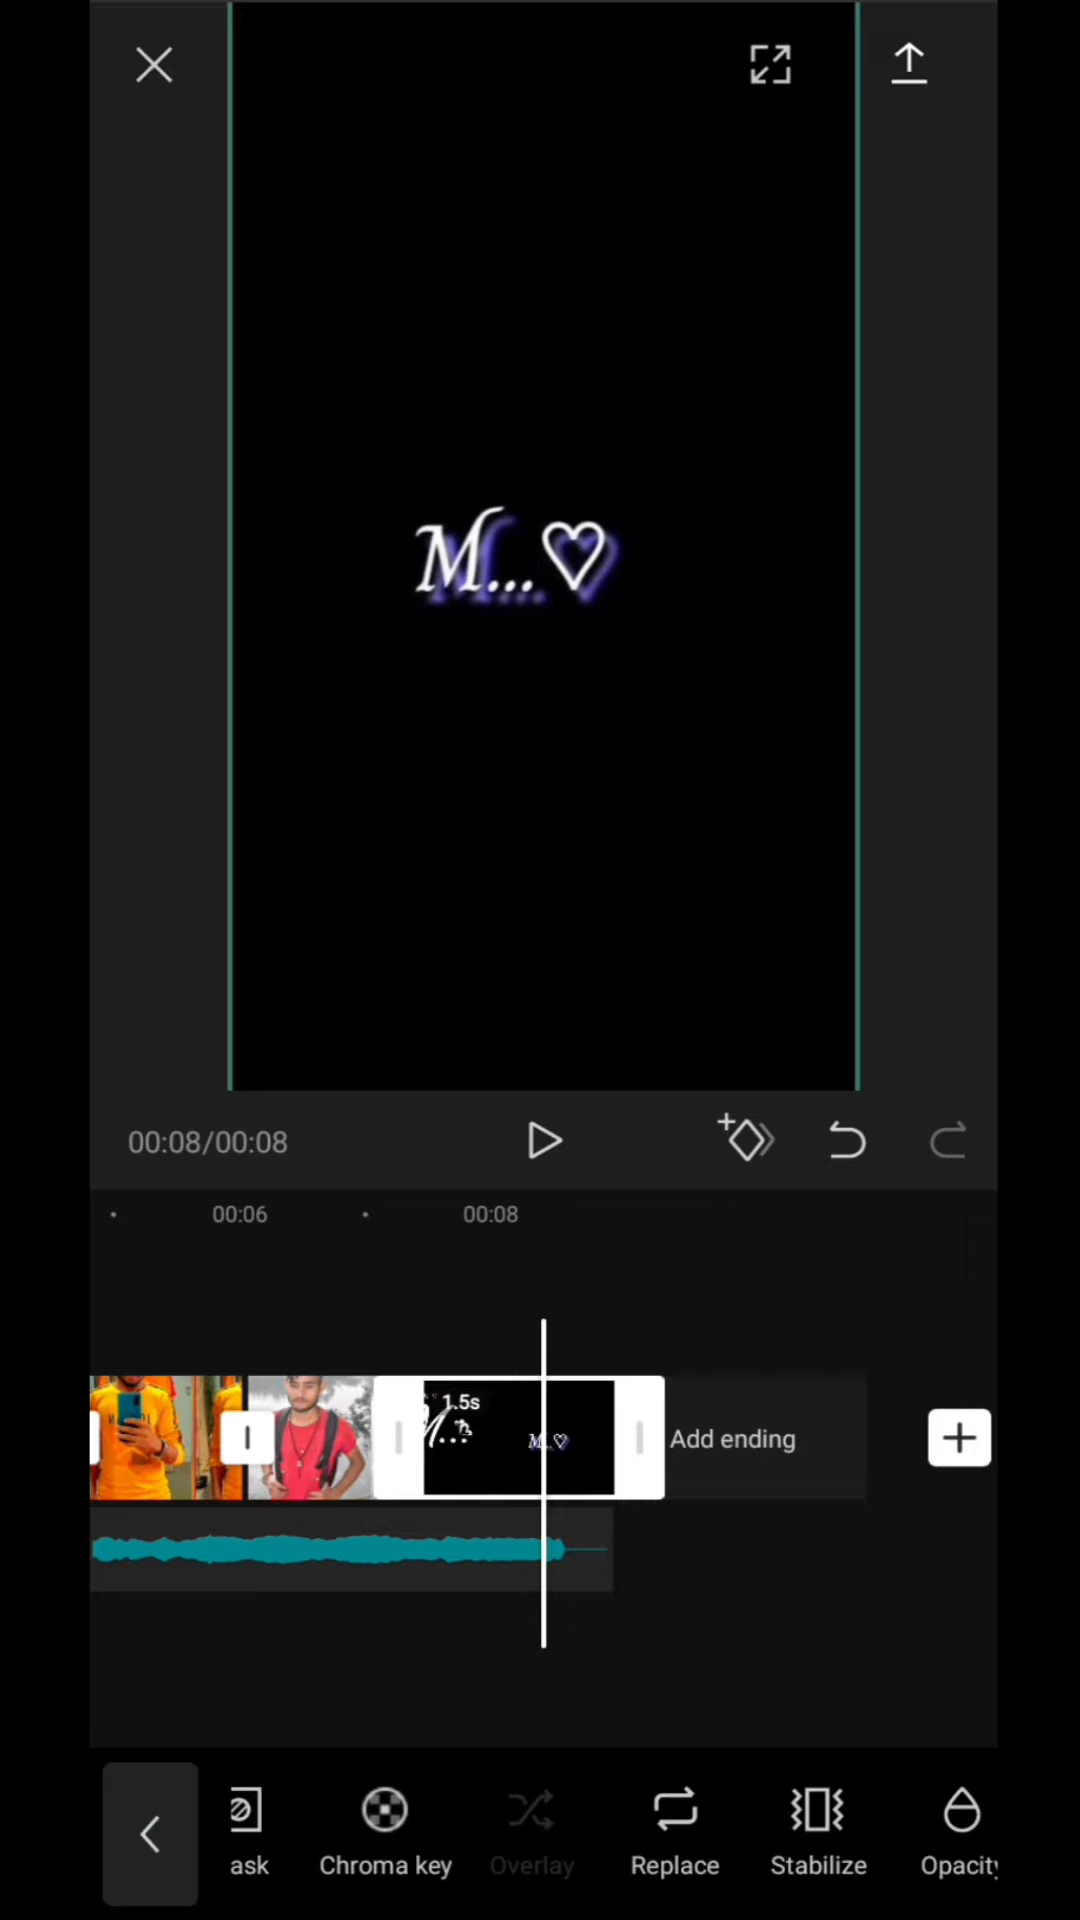 M...♡
00:08/00:08
00:06
00:08
1.5s
M...♡
Add ending
ask
Chroma key
Overlay
Replace
Stabilize
Opacity